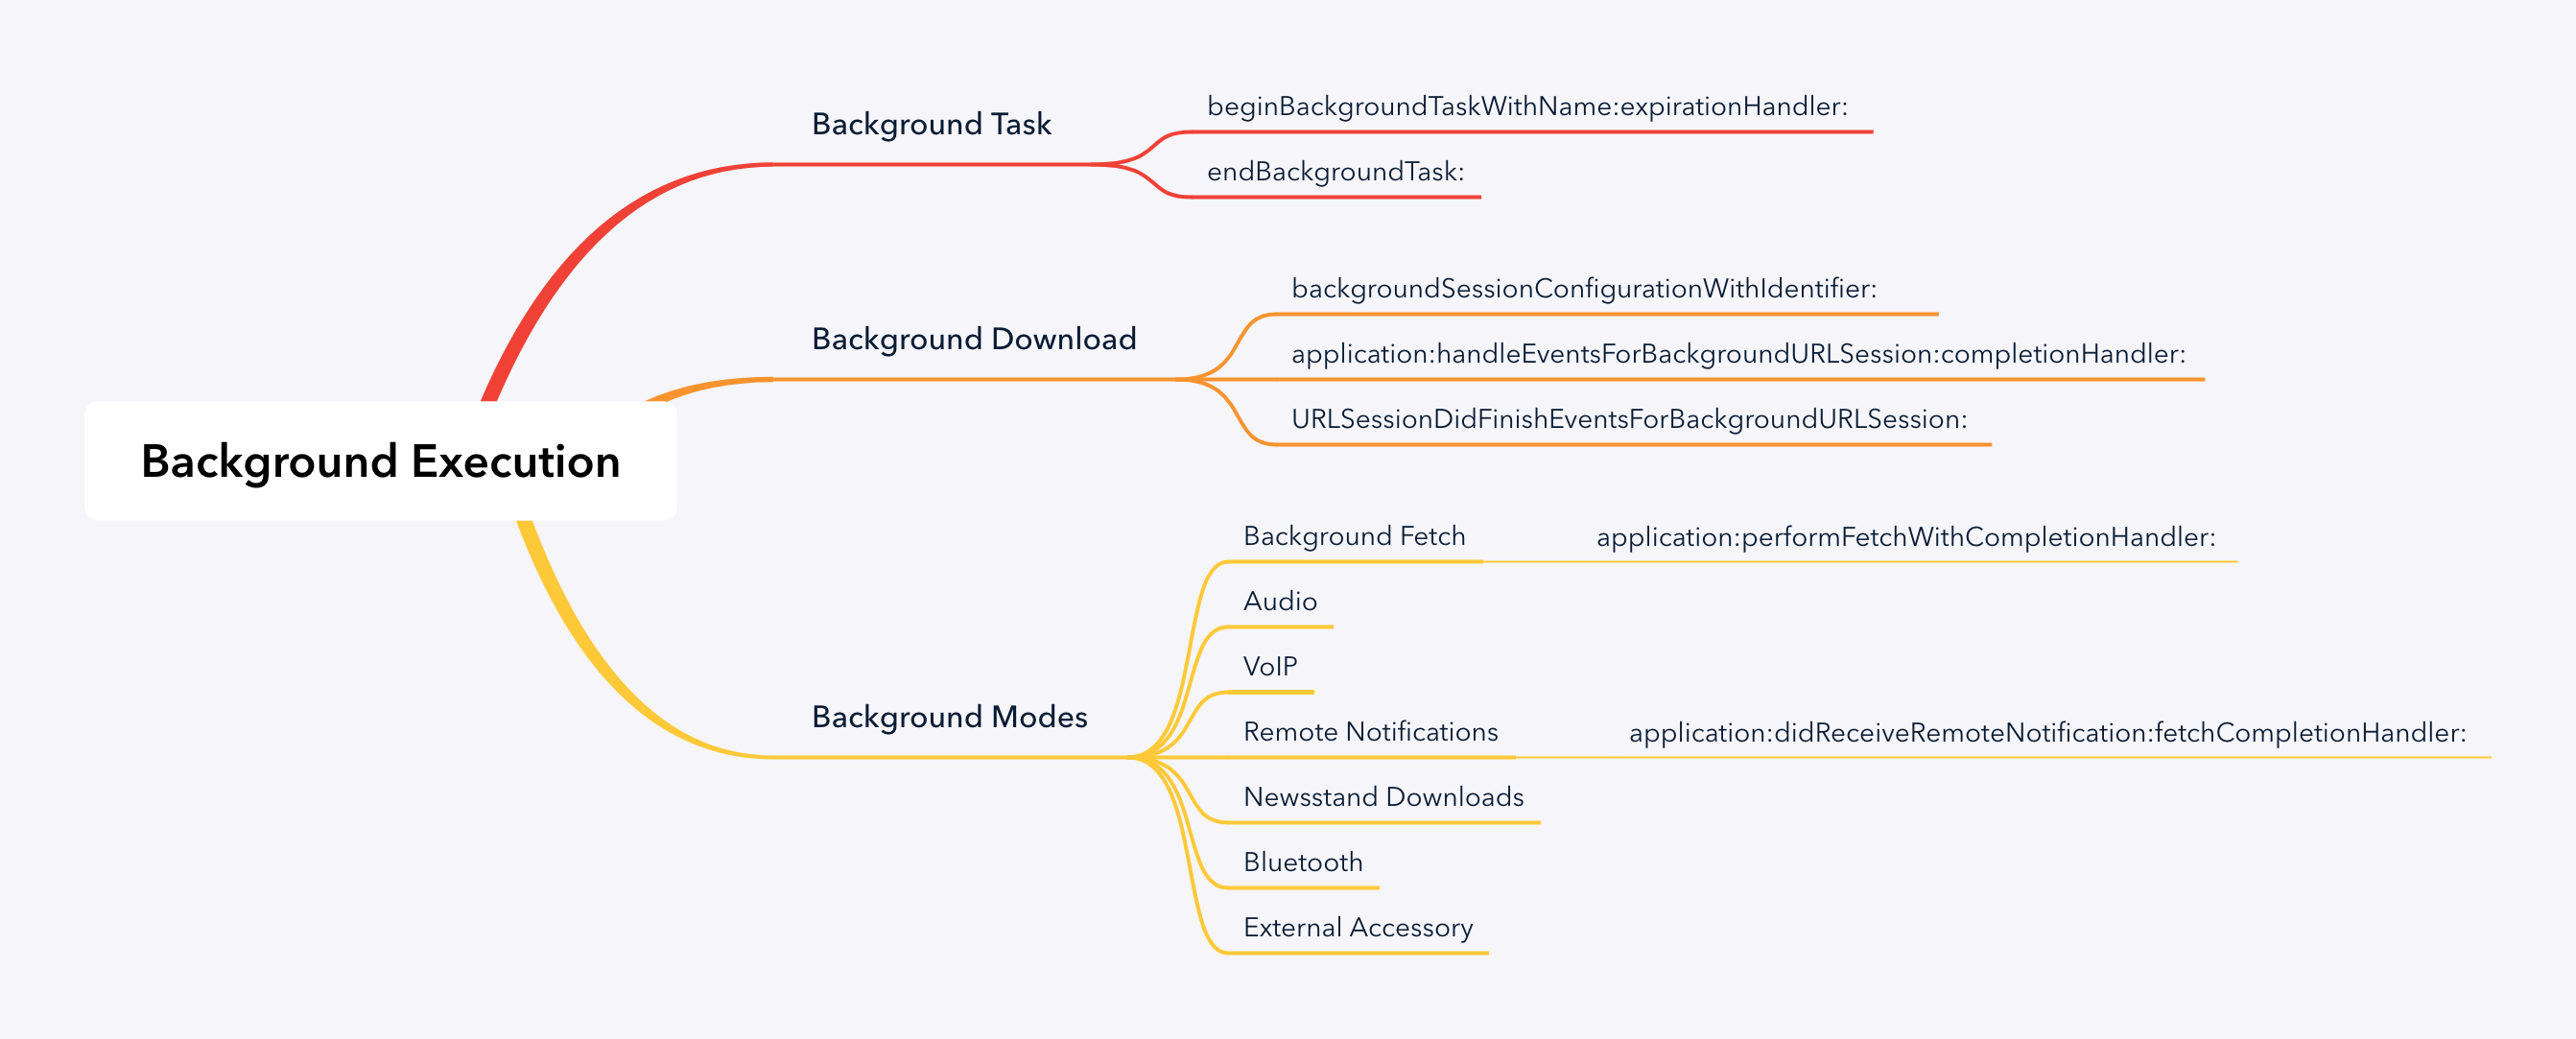 Background Execution
Background Task
beginBackgroundTaskWithName:expirationHandler:
endBackgroundTask:
Background Download
backgroundSessionConfigurationWithIdentifier:
application:handleEventsForBackgroundURLSession:completionHandler:
URLSessionDidFinishEventsForBackgroundURLSession:
Background Modes
Background Fetch
application:performFetchWithCompletionHandler:
Audio
VoIP
Remote Notifications
application:didReceiveRemoteNotification:fetchCompletionHandler:
Newsstand Downloads
Bluetooth
External Accessory